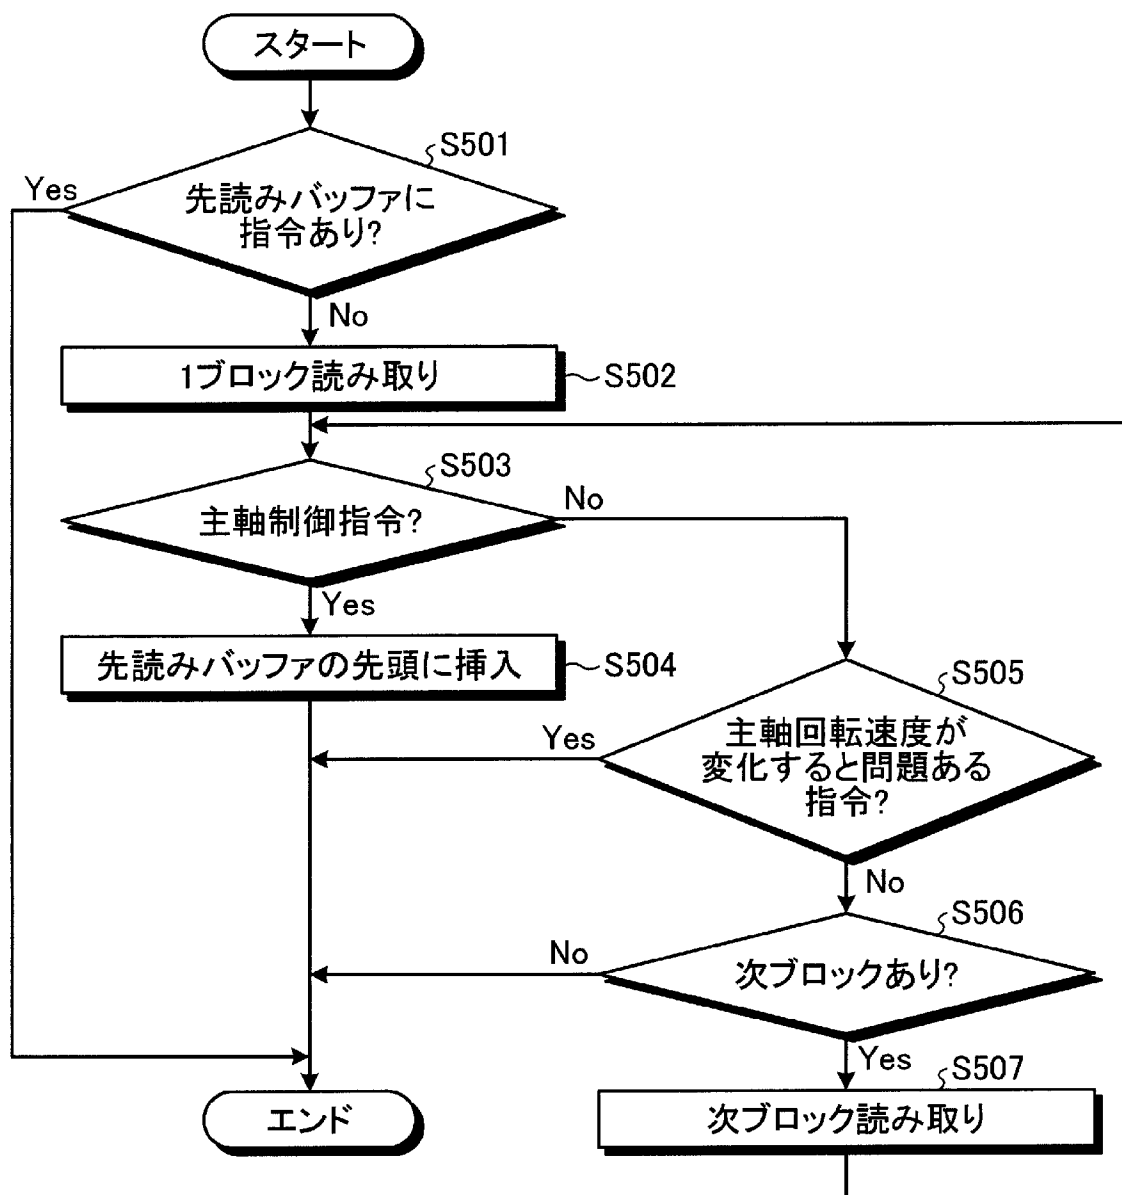 スタート
S501
Yes
先読みバッファに
指令あり?
No
1ブロック読み取り
S502
S503
No
主軸制御指令?
Yes
先読みバッファの先頭に挿入
S504
S505
Yes
主軸回転速度が
変化すると問題ある
指令?
No
S506
No
次ブロックあり?
Yes
S507
次ブロック読み取り
エンド